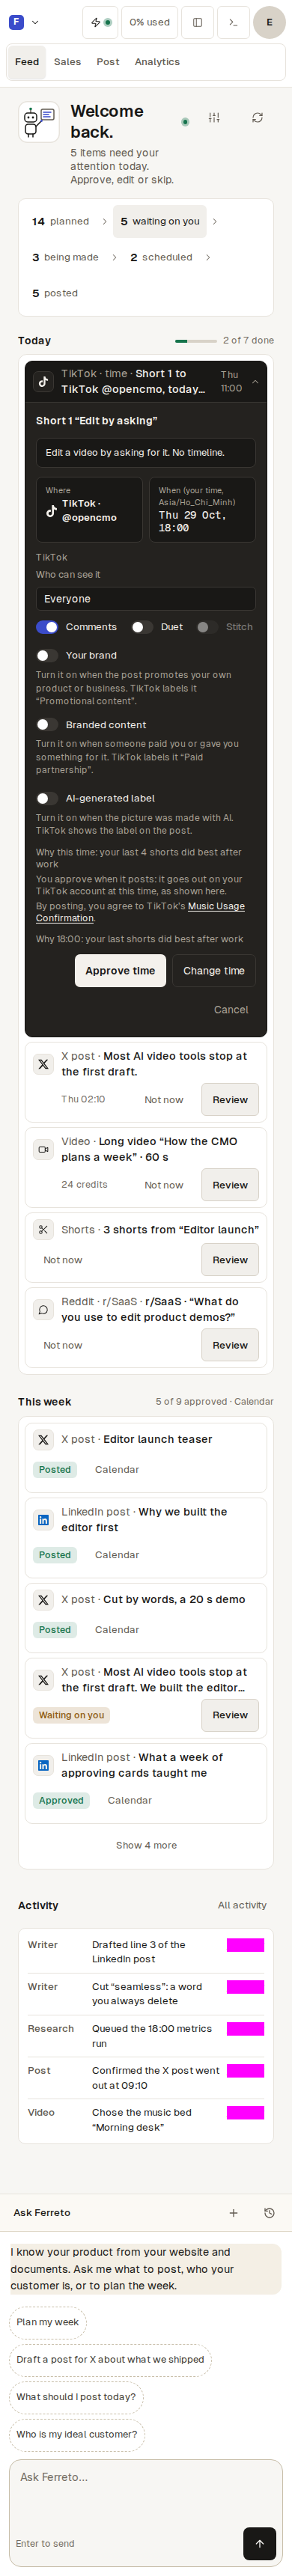 F
0% used
E
Feed Sales Post Analytics
Welcome
back.
5 items need your
attention today.
Approve, edit or skip.
14 planned 5 waiting on you
3 being made 2 scheduled
5 posted
Today 2 of 7 done
TikTok · time · Short 1 to
TikTok @opencmo, today…
Thu
11:00
Short 1 “Edit by asking”
Edit a video by asking for it. No timeline.
Where
TikTok ·
@opencmo
When (your time,
Asia/Ho_Chi_Minh)
Thu 29 Oct,
18:00
TikTok
Who can see it
Everyone
Comments Duet Stitch
Your brand
Turn it on when the post promotes your own
product or business. TikTok labels it
“Promotional content”.
Branded content
Turn it on when someone paid you or gave you
something for it. TikTok labels it “Paid
partnership”.
AI-generated label
Turn it on when the picture was made with AI.
TikTok shows the label on the post.
Why this time: your last 4 shorts did best after
work
You approve when it posts: it goes out on your
TikTok account at this time, as shown here.
By posting, you agree to TikTok’s Music Usage
Confirmation.
Why 18:00: your last shorts did best after work
Approve time Change time
Cancel
X post · Most AI video tools stop at
the first draft.
Thu 02:10 Not now Review
Video · Long video “How the CMO
plans a week” · 60 s
24 credits Not now Review
Shorts · 3 shorts from “Editor launch”
Not now Review
Reddit · r/SaaS · r/SaaS · “What do
you use to edit product demos?”
Not now Review
This week 5 of 9 approved · Calendar
X post · Editor launch teaser
Posted Calendar
LinkedIn post · Why we built the
editor first
Posted Calendar
X post · Cut by words, a 20 s demo
Posted Calendar
X post · Most AI video tools stop at
the first draft. We built the editor…
Waiting on you Review
LinkedIn post · What a week of
approving cards taught me
Approved Calendar
Show 4 more
Activity All activity
Writer Drafted line 3 of the
LinkedIn post
Writer Cut “seamless”: a word
you always delete
Research Queued the 18:00 metrics
run
Post Confirmed the X post went
out at 09:10
Video Chose the music bed
“Morning desk”
Ask Ferreto
I know your product from your website and
documents. Ask me what to post, who your
customer is, or to plan the week.
Plan my week
Draft a post for X about what we shipped
What should I post today?
Who is my ideal customer?
Ask Ferreto...
Enter to send